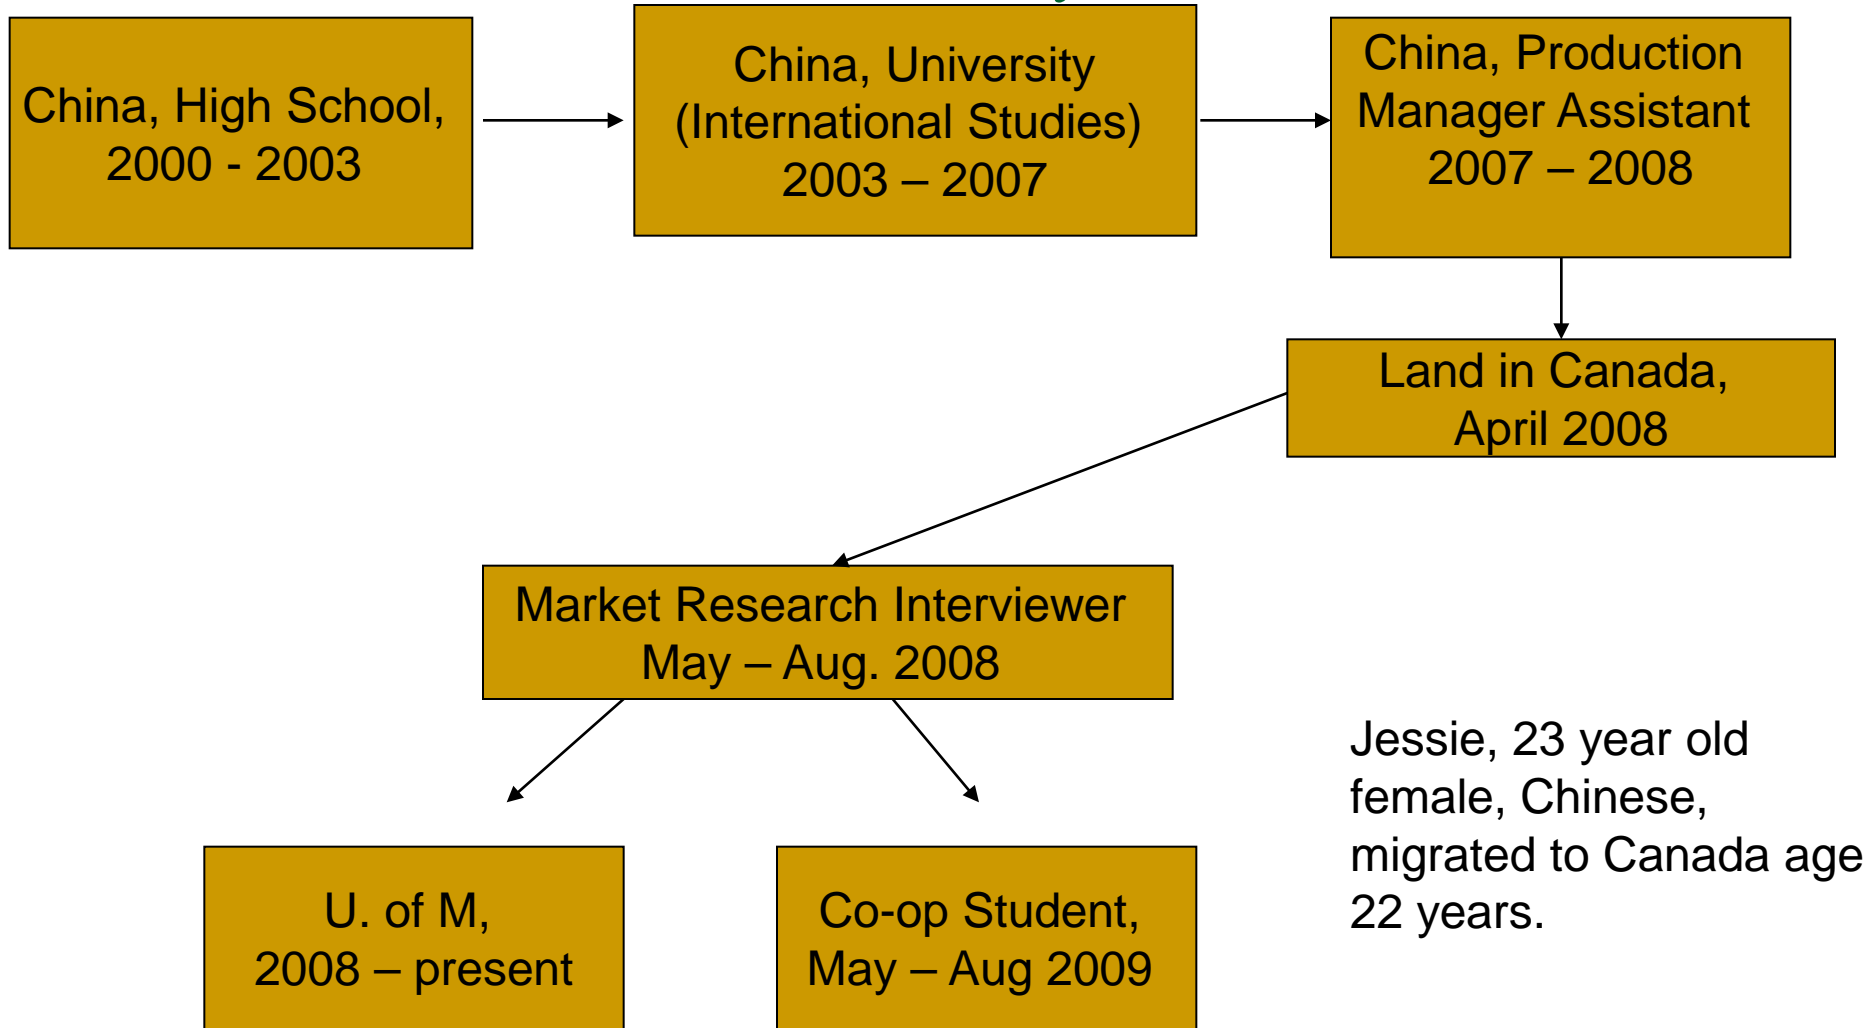 China, High School,
2000 - 2003
China, University
(International Studies)
2003 – 2007
China, Production
Manager Assistant
2007 – 2008
Land in Canada,
April 2008
Market Research Interviewer
May – Aug. 2008
U. of M,
2008 – present
Co-op Student,
May – Aug 2009
Jessie, 23 year old
female, Chinese,
migrated to Canada age
22 years.